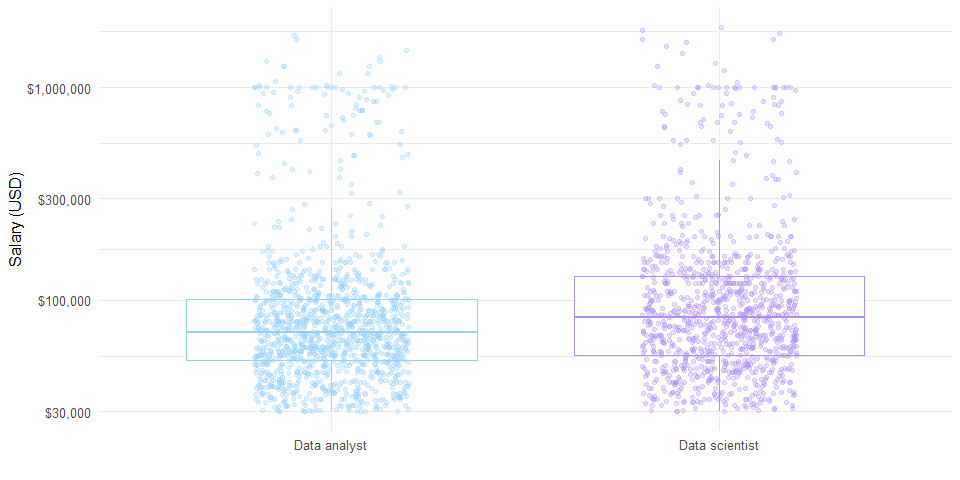 Salary (USD)
$1,000,000
$300,000
$100,000
$30,000
Data analyst
Data scientist